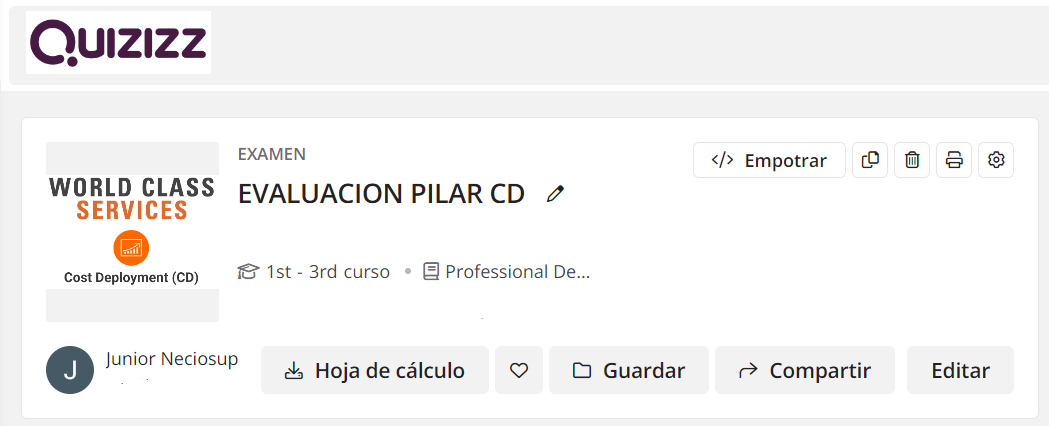 QUIZIZZ
WORLD CLASS
SERVICES
Cost Deployment (CD)
EXAMEN
EVALUACION PILAR CD
</> Empotrar
1st - 3rd curso • Professional De...
J
Junior Neciosup
Hoja de cálculo
Guardar
Compartir
Editar